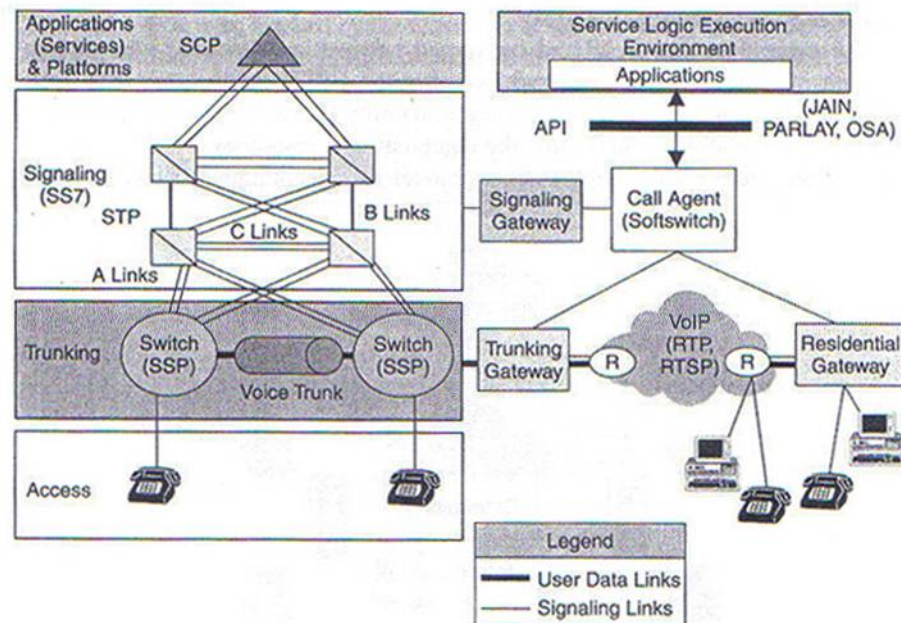 Applications
(Services)
& Platforms
SCP
Service Logic Execution
Environment
Applications
API
(JAIN,
PARLAY, OSA)
Signaling
(SS7)
STP
B Links
C Links
A Links
Signaling
Gateway
Call Agent
(Softswitch)
Trunking
Switch
(SSP)
Voice Trunk
Switch
(SSP)
Trunking
Gateway
R
VoIP
(RTP,
RTSP)
R
Residential
Gateway
Access
Legend
User Data Links
Signaling Links